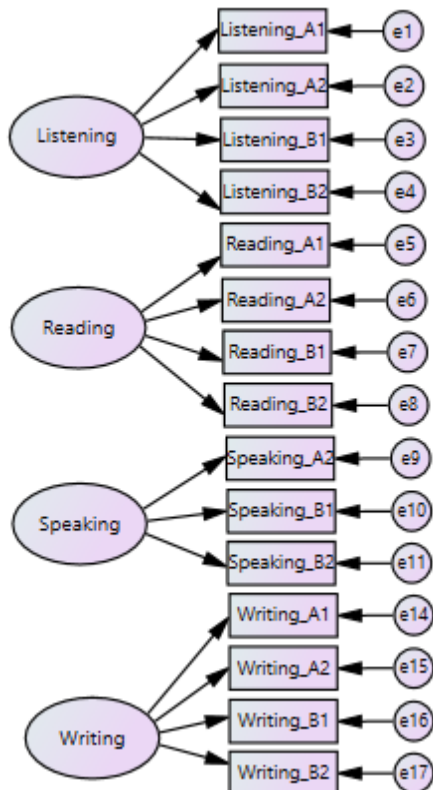 Listening_A1
e1
Listening_A2
e2
Listening
Listening_B1
e3
Listening_B2
e4
Reading_A1
e5
Reading_A2
e6
Reading
Reading_B1
e7
Reading_B2
e8
Speaking_A2
e9
Speaking
Speaking_B1
e10
Speaking_B2
e11
Writing_A1
e14
Writing_A2
e15
Writing
Writing_B1
e16
Writing_B2
e17